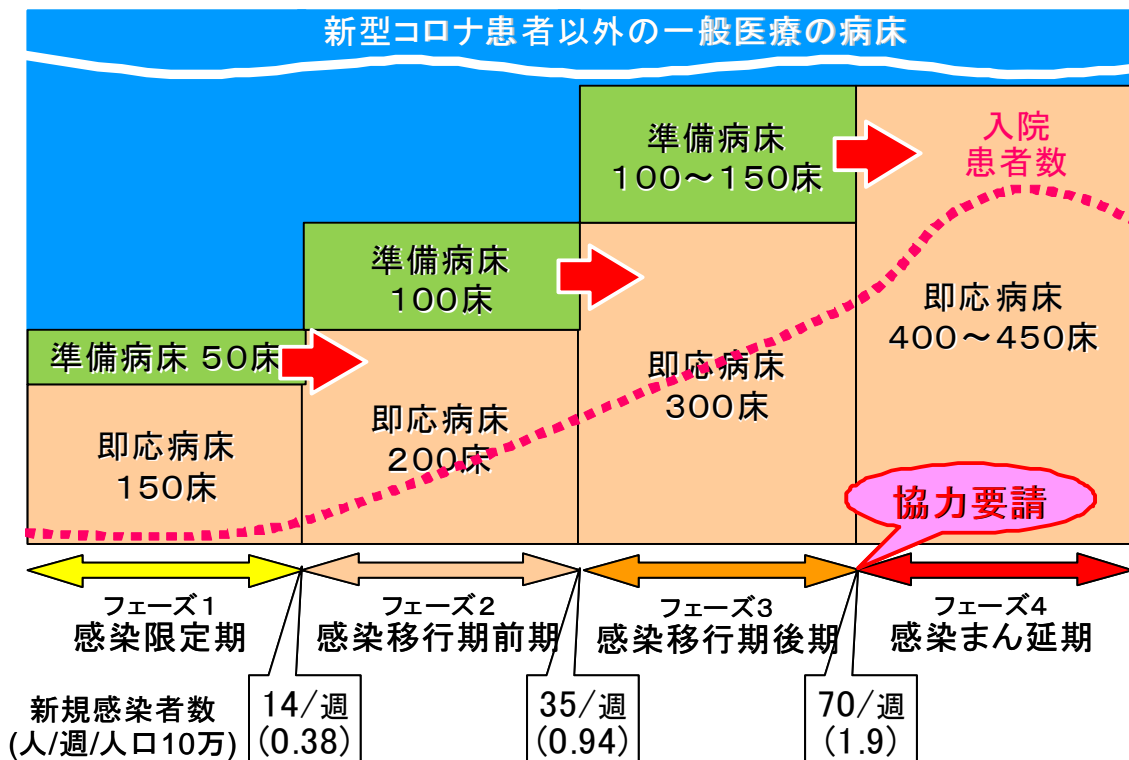 新型コロナ患者以外の一般医療の病床
準備病床
100～150床
入院
患者数
準備病床
100床
即応病床
400～450床
準備病床 50床
即応病床
300床
即応病床
200床
即応病床
150床
協力要請
フェーズ1
感染限定期
フェーズ2
感染移行期前期
フェーズ3
感染移行期後期
フェーズ4
感染まん延期
新規感染者数
(人/週/人口10万)
14/週
(0.38)
35/週
(0.94)
70/週
(1.9)